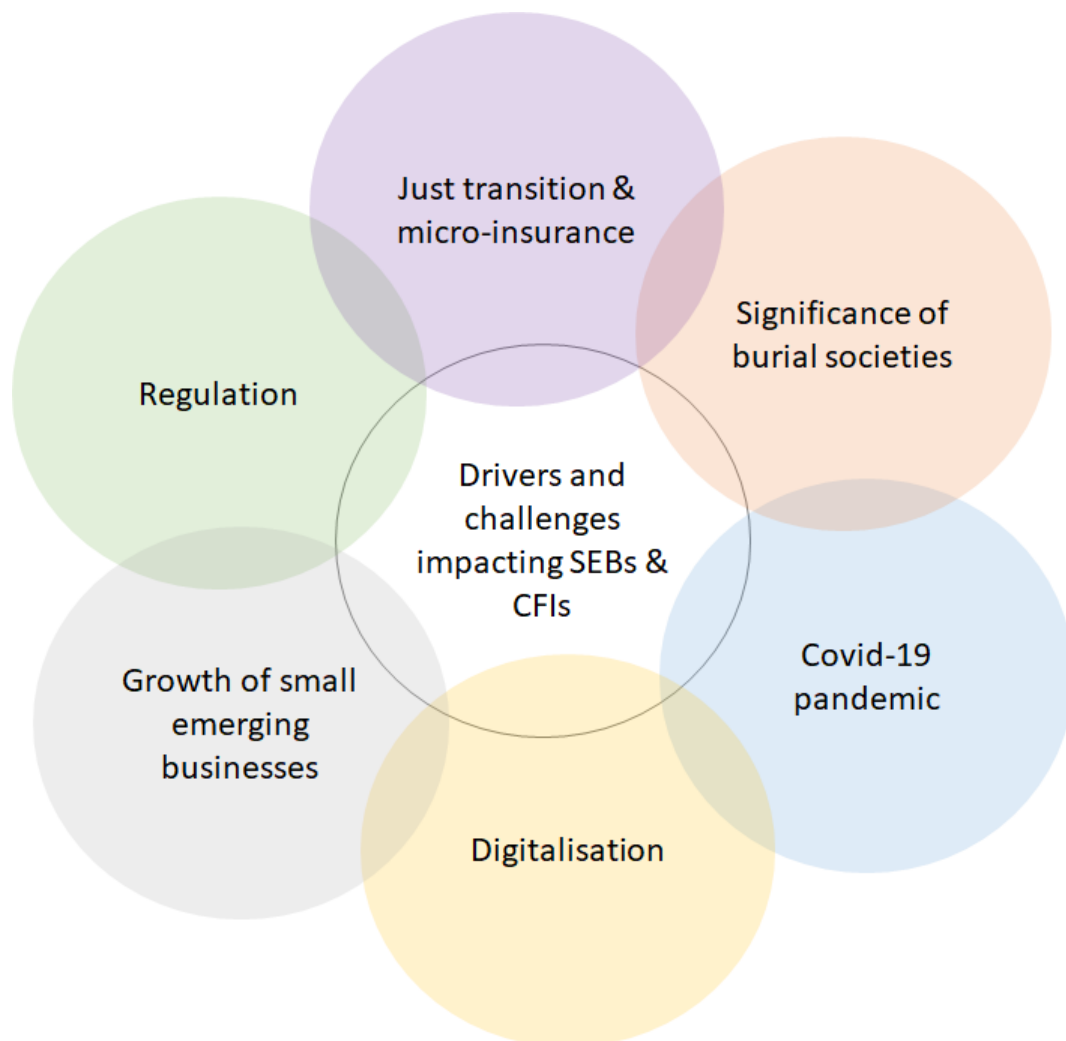 Just transition &
micro-insurance
Significance of
burial societies
Regulation
Drivers and
challenges
impacting SEBs &
CFIs
Covid-19
pandemic
Growth of small
emerging
businesses
Digitalisation